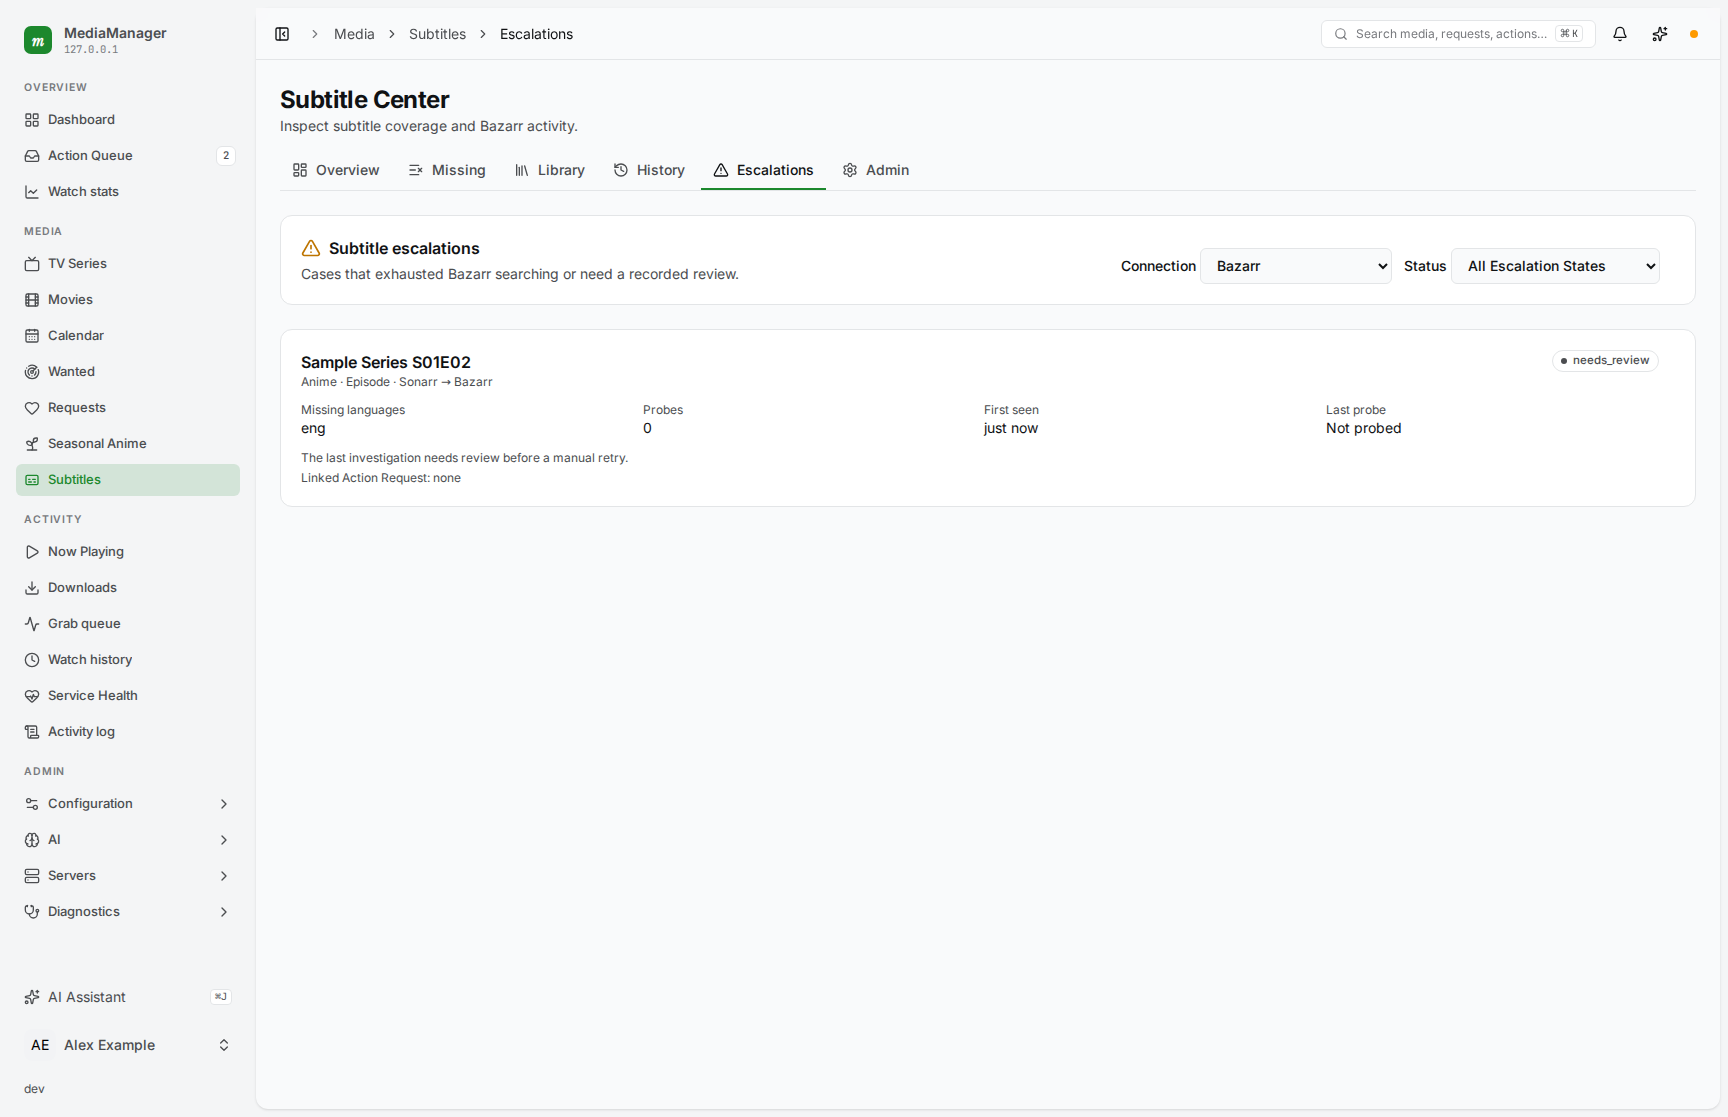 MediaManager
127.0.0.1
OVERVIEW
Dashboard
Action Queue 2
Watch stats
MEDIA
TV Series
Movies
Calendar
Wanted
Requests
Seasonal Anime
Subtitles
ACTIVITY
Now Playing
Downloads
Grab queue
Watch history
Service Health
Activity log
ADMIN
Configuration
AI
Servers
Diagnostics
AI Assistant ⌘J
AE Alex Example
dev
Media Subtitles Escalations
Search media, requests, actions... ⌘ K
Subtitle Center
Inspect subtitle coverage and Bazarr activity.
Overview Missing Library History Escalations Admin
Subtitle escalations
Cases that exhausted Bazarr searching or need a recorded review.
Connection Bazarr Status All Escalation States
Sample Series S01E02
needs_review
Anime · Episode · Sonarr → Bazarr
Missing languages Probes First seen Last probe
eng 0 just now Not probed
The last investigation needs review before a manual retry.
Linked Action Request: none